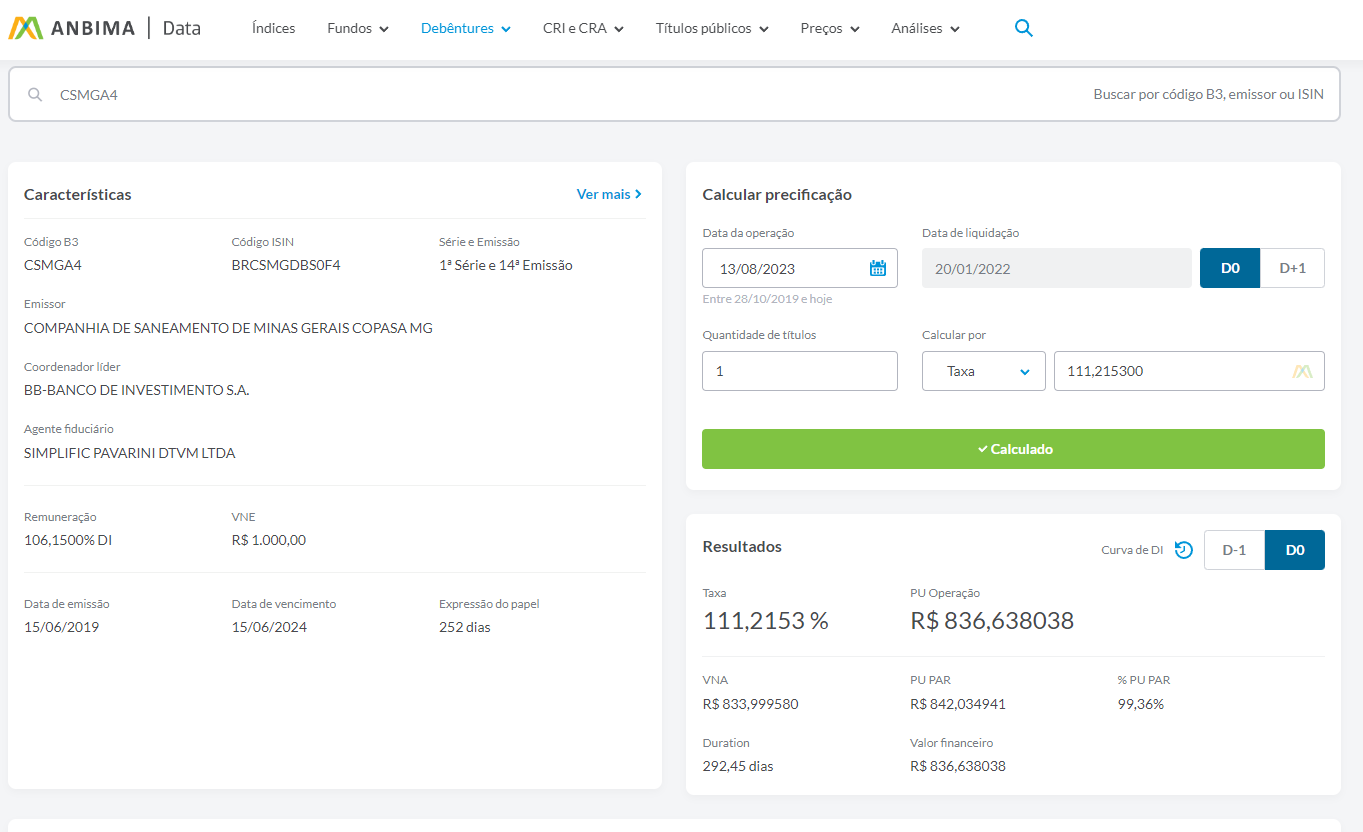 ANBIMA | Data
Índices
Fundos
Debêntures
CRI e CRA
Títulos públicos
Preços
Análises
CSMGA4
Buscar por código B3, emissor ou ISIN
Características
Ver mais
Código B3
Código ISIN
Série e Emissão
CSMGA4
BRCSMGDBS0F4
1ª Série e 14ª Emissão
Emissor
COMPANHIA DE SANEAMENTO DE MINAS GERAIS COPASA MG
Coordenador líder
BB-BANCO DE INVESTIMENTO S.A.
Agente fiduciário
SIMPLIFIC PAVARINI DTVM LTDA
Remuneração
VNE
106,1500% DI
R$ 1.000,00
Data de emissão
Data de vencimento
Expressão do papel
15/06/2019
15/06/2024
252 dias
Calcular precificação
Data da operação
Data de liquidação
13/08/2023
20/01/2022
D0
D+1
Entre 28/10/2019 e hoje
Quantidade de títulos
Calcular por
1
Taxa
111,215300
Calculado
Resultados
Curva de DI
D-1
D0
Taxa
PU Operação
111,2153 %
R$ 836,638038
VNA
PU PAR
% PU PAR
R$ 833,999580
R$ 842,034941
99,36%
Duration
Valor financeiro
292,45 dias
R$ 836,638038